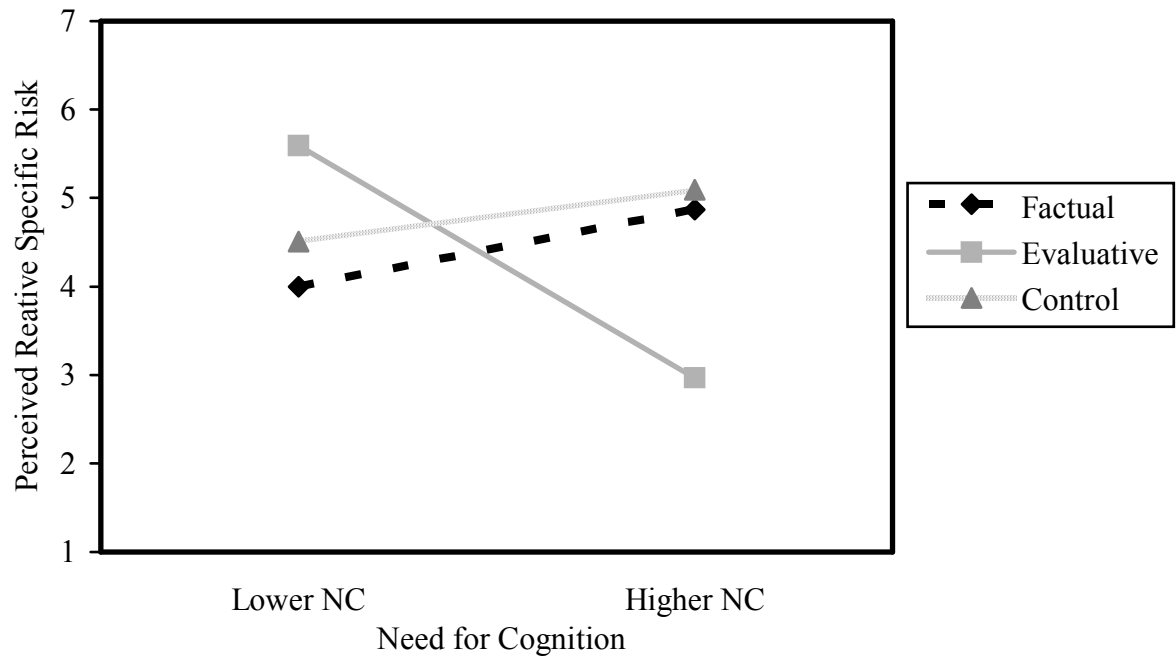 7
6
5
4
3
2
1
Perceived Reative Specific Risk
Lower NC
Higher NC
Need for Cognition
Factual
Evaluative
Control